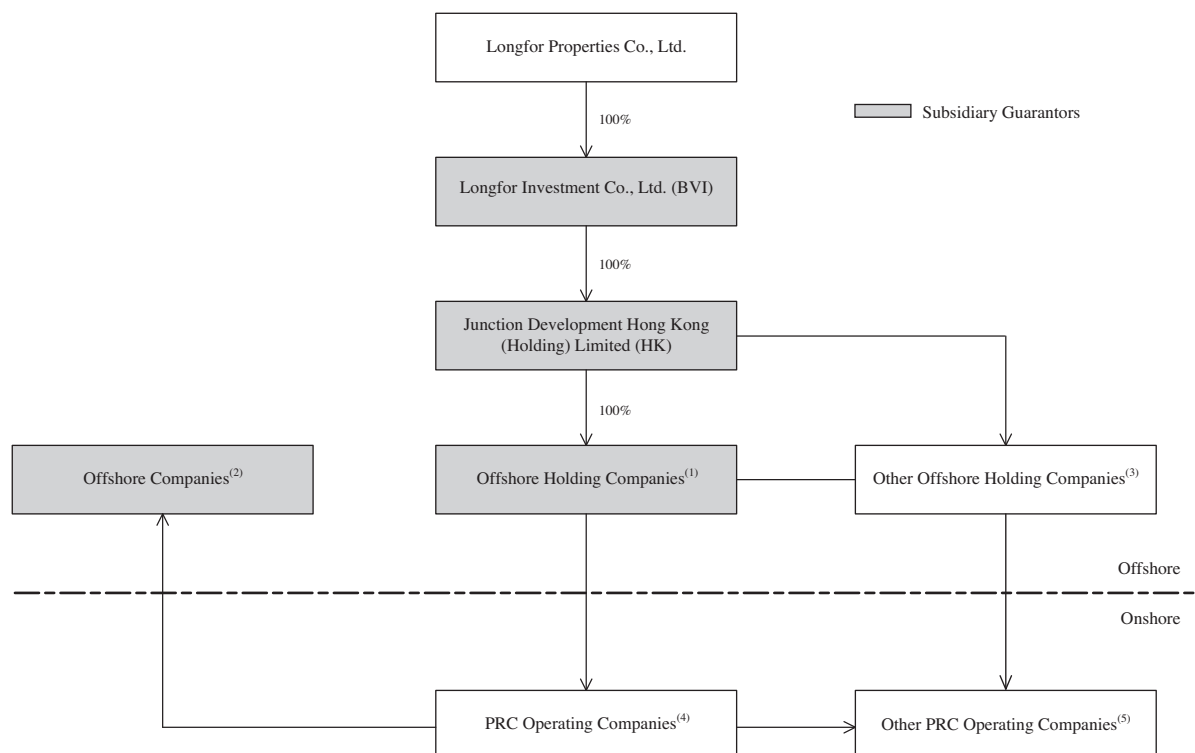 Longfor Properties Co., Ltd.
100%
Subsidiary Guarantors
Longfor Investment Co., Ltd. (BVI)
100%
Junction Development Hong Kong
(Holding) Limited (HK)
100%
Offshore Companies(2)
Offshore Holding Companies(1)
Other Offshore Holding Companies(3)
Offshore
Onshore
PRC Operating Companies(4)
Other PRC Operating Companies(5)